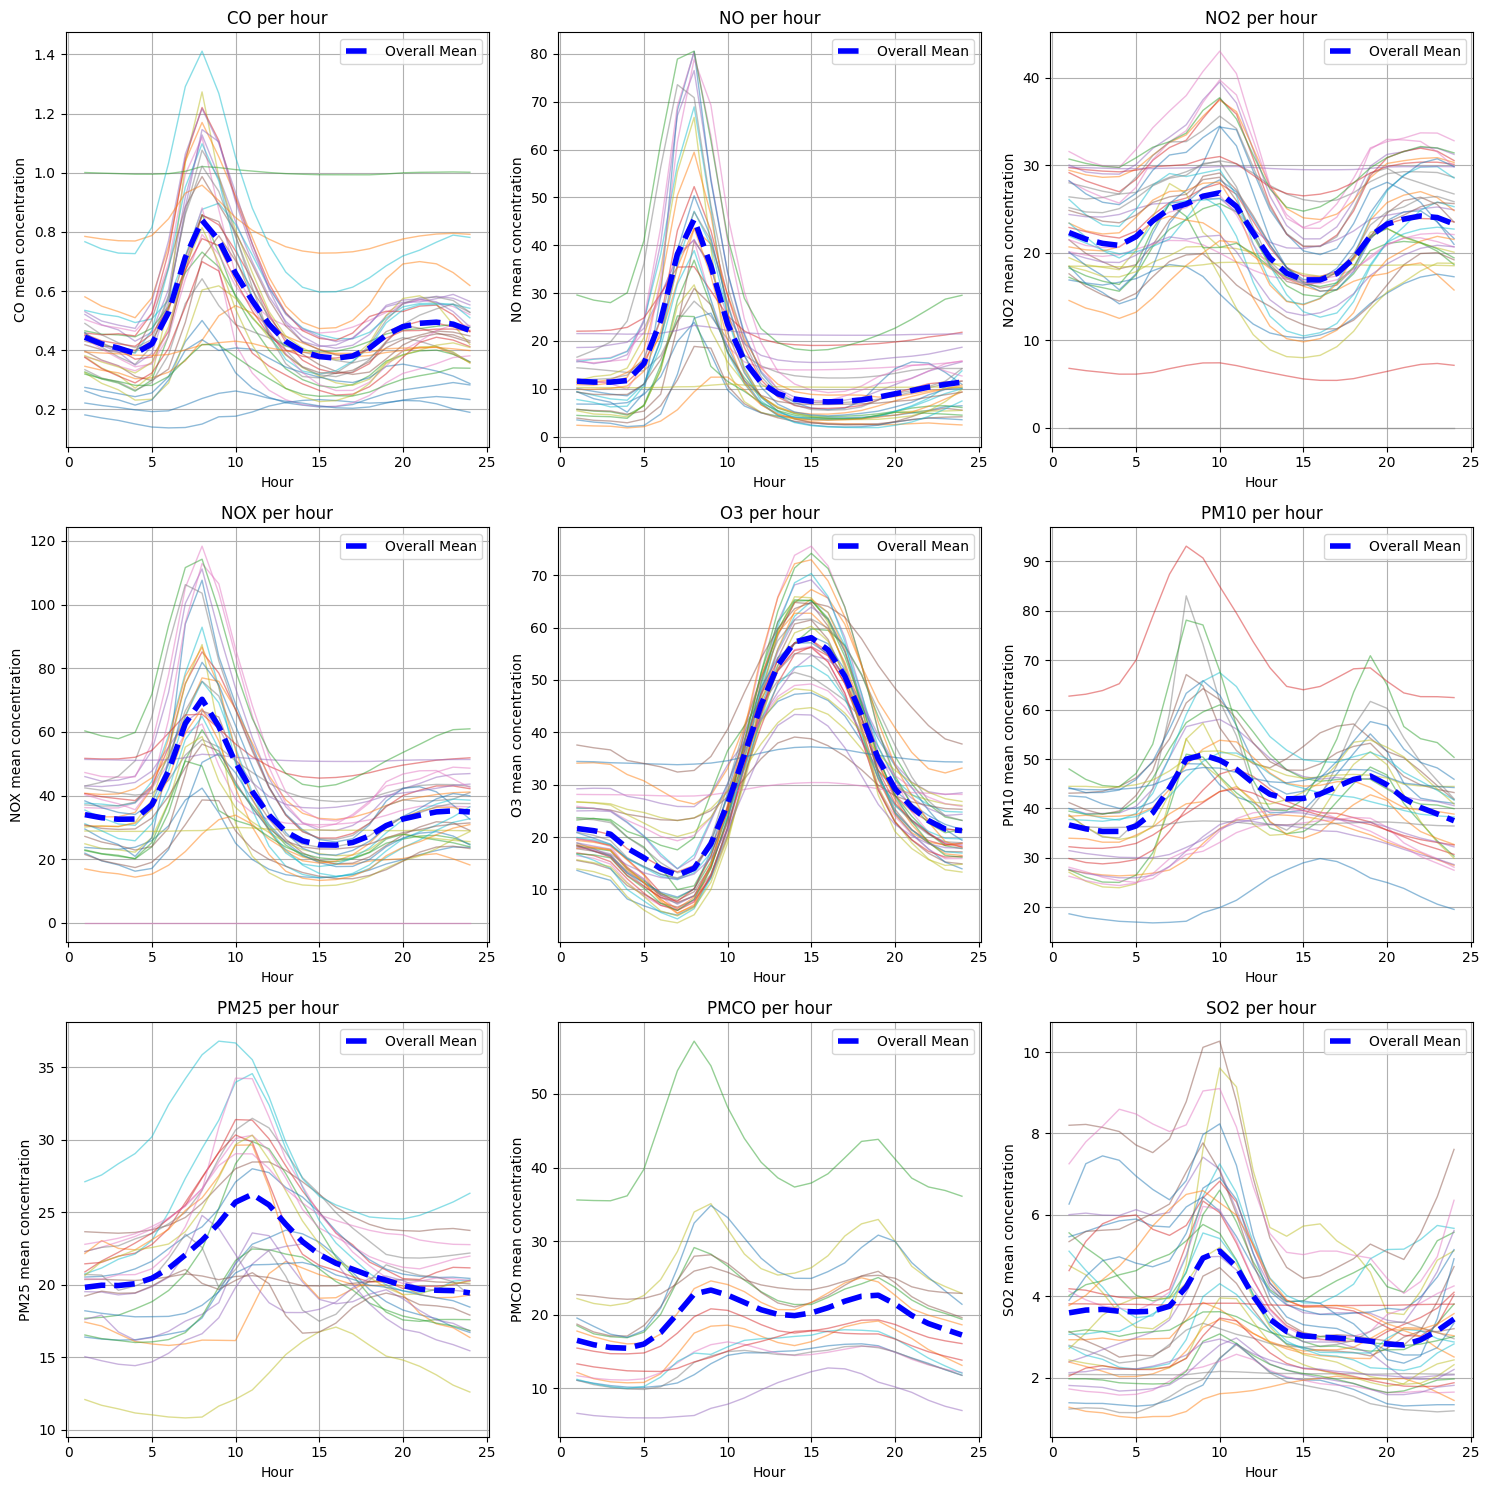 CO per hour
Overall Mean
CO mean concentration
1.4
1.2
1.0
0.8
0.6
0.4
0.2
0 5 10 15 20 25
Hour
NO per hour
Overall Mean
NO mean concentration
80
70
60
50
40
30
20
10
0
0 5 10 15 20 25
Hour
NO2 per hour
Overall Mean
NO2 mean concentration
40
30
20
10
0
0 5 10 15 20 25
Hour
NOX per hour
Overall Mean
NOX mean concentration
120
100
80
60
40
20
0
0 5 10 15 20 25
Hour
O3 per hour
Overall Mean
O3 mean concentration
70
60
50
40
30
20
10
0 5 10 15 20 25
Hour
PM10 per hour
Overall Mean
PM10 mean concentration
90
80
70
60
50
40
30
20
0 5 10 15 20 25
Hour
PM25 per hour
Overall Mean
PM25 mean concentration
35
30
25
20
15
10
0 5 10 15 20 25
Hour
PMCO per hour
Overall Mean
PMCO mean concentration
50
40
30
20
10
0 5 10 15 20 25
Hour
SO2 per hour
Overall Mean
SO2 mean concentration
10
8
6
4
2
0 5 10 15 20 25
Hour